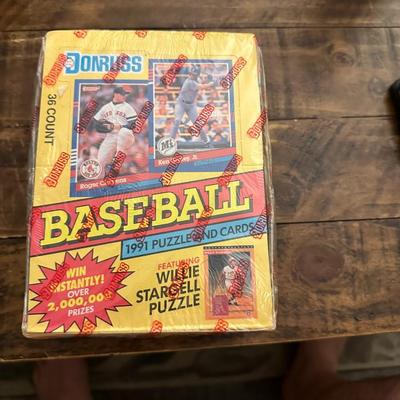 DONRUSS
36 COUNT
Roger Clemens
Ken Griffey, Jr.
BASEBALL
1991 PUZZLE AND CARDS
WIN
INSTANTLY!
OVER
2,000,00
PRIZES
FEATURING
WILLIE
STARGELL
PUZZLE